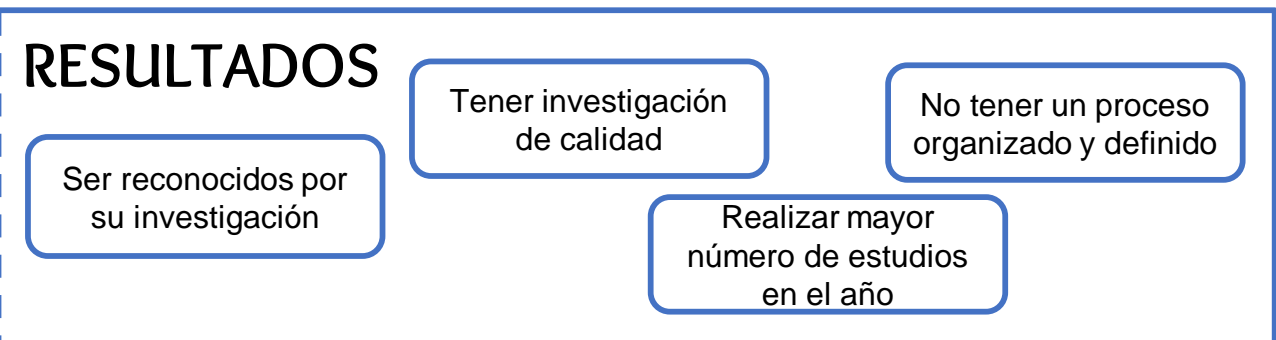 RESULTADOS
Ser reconocidos por
su investigación
Tener investigación
de calidad
Realizar mayor
número de estudios
en el año
No tener un proceso
organizado y definido